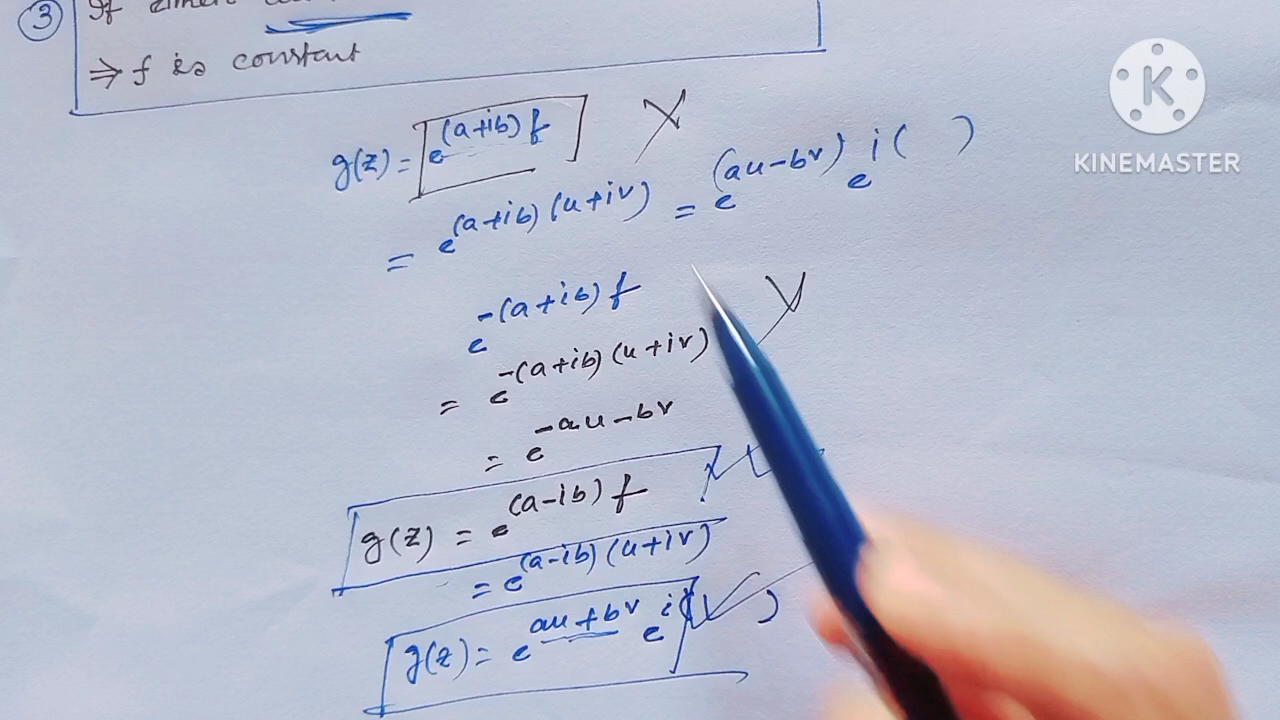 ③ If
⇒ f is constant
g(z) = e^(a+ib) f
= e^(a+ib)(u+iv) = e^(au-bv) e^i( )
e^-(a+ib) f
= e^-(a+ib)(u+iv)
= e^-au-bv
g(z) = e^(a-ib) f
= e^(a-ib)(u+iv)
g(z) = e^au+bv e^i( )
KINEMASTER